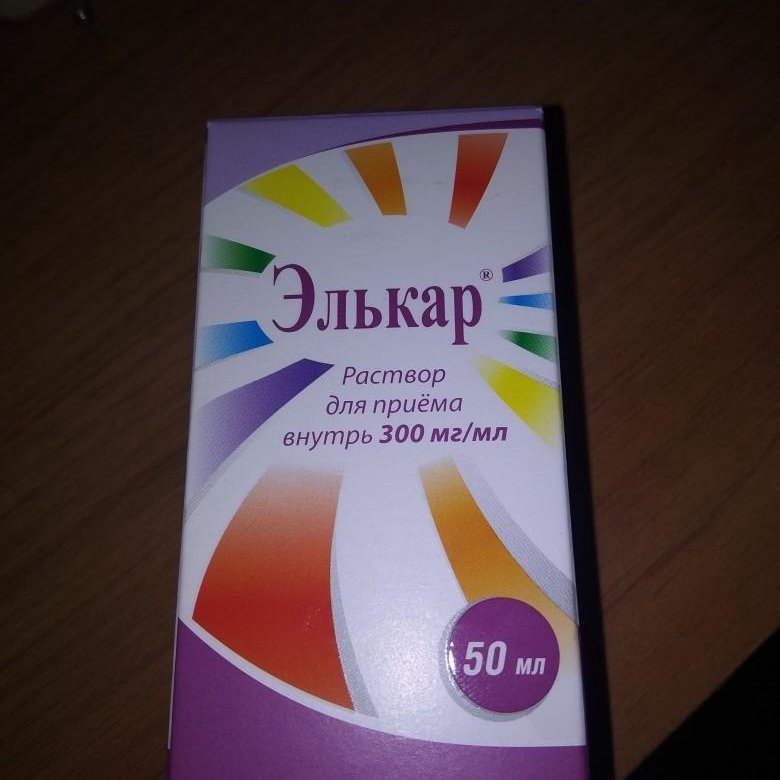 Элькар®
Раствор
для приёма
внутрь 300 мг/мл
50 мл